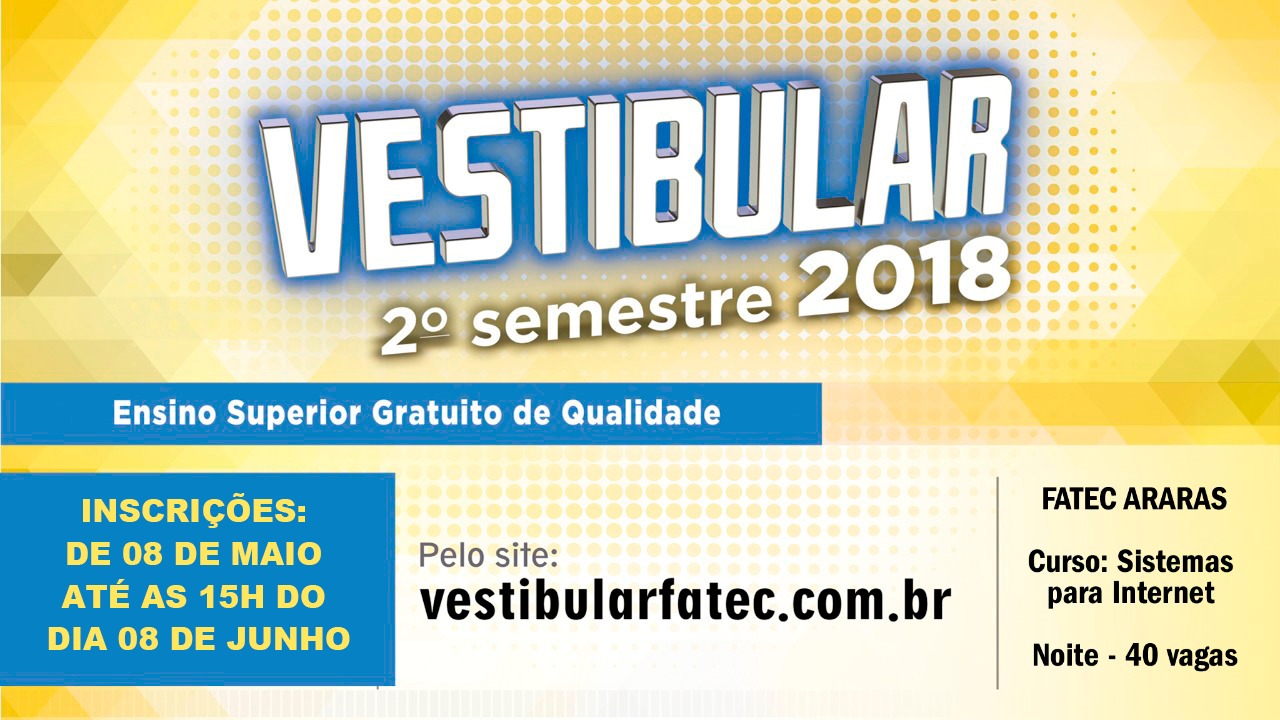 VESTIBULAR
2º semestre 2018
Ensino Superior Gratuito de Qualidade
INSCRIÇÕES:
DE 08 DE MAIO
ATÉ AS 15H DO
DIA 08 DE JUNHO
Pelo site:
vestibularfatec.com.br
FATEC ARARAS
Curso: Sistemas
para Internet
Noite - 40 vagas